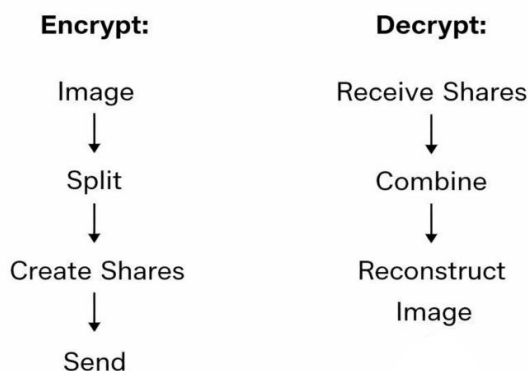 Encrypt:
Image
Split
Create Shares
Send
Decrypt:
Receive Shares
Combine
Reconstruct
Image